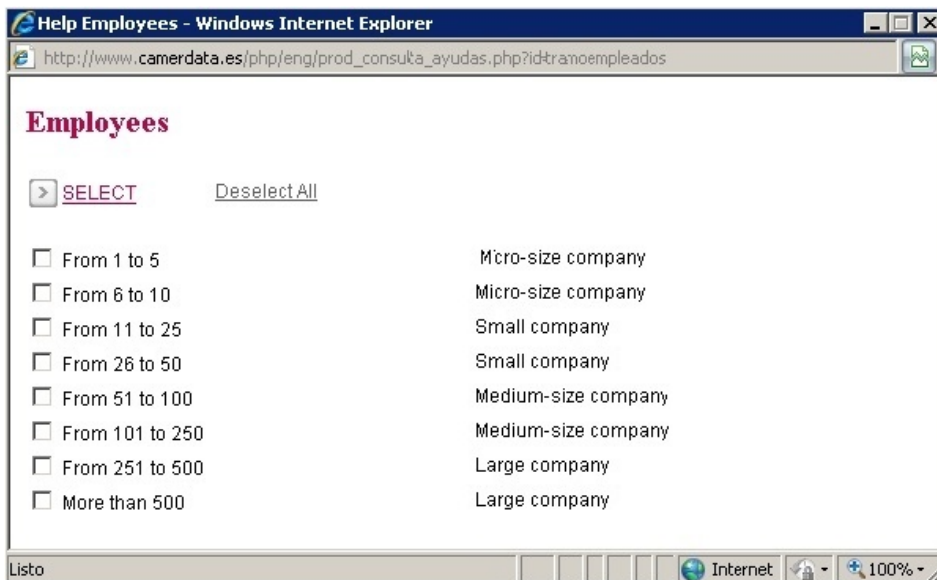 Help Employees - Windows Internet Explorer
http://www.camerdata.es/php/eng/prod_consulta_ayudas.php?id=tramoempleados
Employees
SELECT Deselect All
From 1 to 5 Micro-size company
From 6 to 10 Micro-size company
From 11 to 25 Small company
From 26 to 50 Small company
From 51 to 100 Medium-size company
From 101 to 250 Medium-size company
From 251 to 500 Large company
More than 500 Large company
Listo Internet 100%